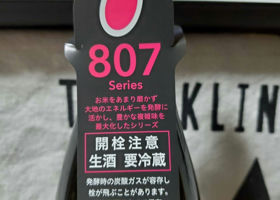 807
Series
お米をあまり磨かず
大地のエネルギーを発酵に
活かし、豊かな複雑味を
最大化したシリーズ
開栓注意
生酒 要冷蔵
発酵時の炭酸ガスが容存し
栓が飛ぶことがあります。